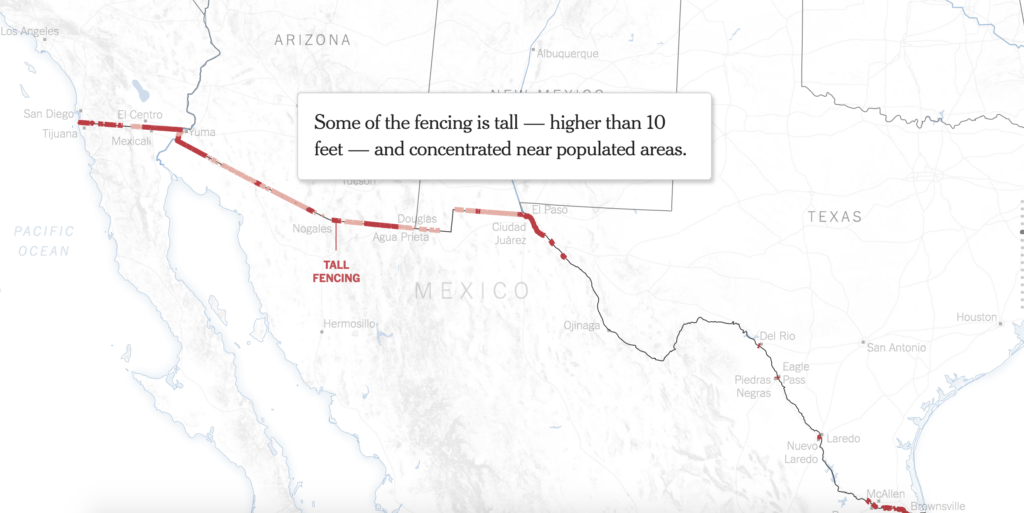 Los Angeles
ARIZONA
Albuquerque
NEW MEXICO
San Diego
El Centro
Tijuana
Mexicali
Yuma
Some of the fencing is tall — higher than 10
feet — and concentrated near populated areas.
Tucson
Nogales
Douglas
Agua Prieta
El Paso
Ciudad
Juárez
TEXAS
PACIFIC
OCEAN
TALL
FENCING
MEXICO
Hermosillo
Ojinaga
Houston
Del Rio
San Antonio
Eagle
Pass
Piedras
Negras
Laredo
Nuevo
Laredo
McAllen
Brownsville